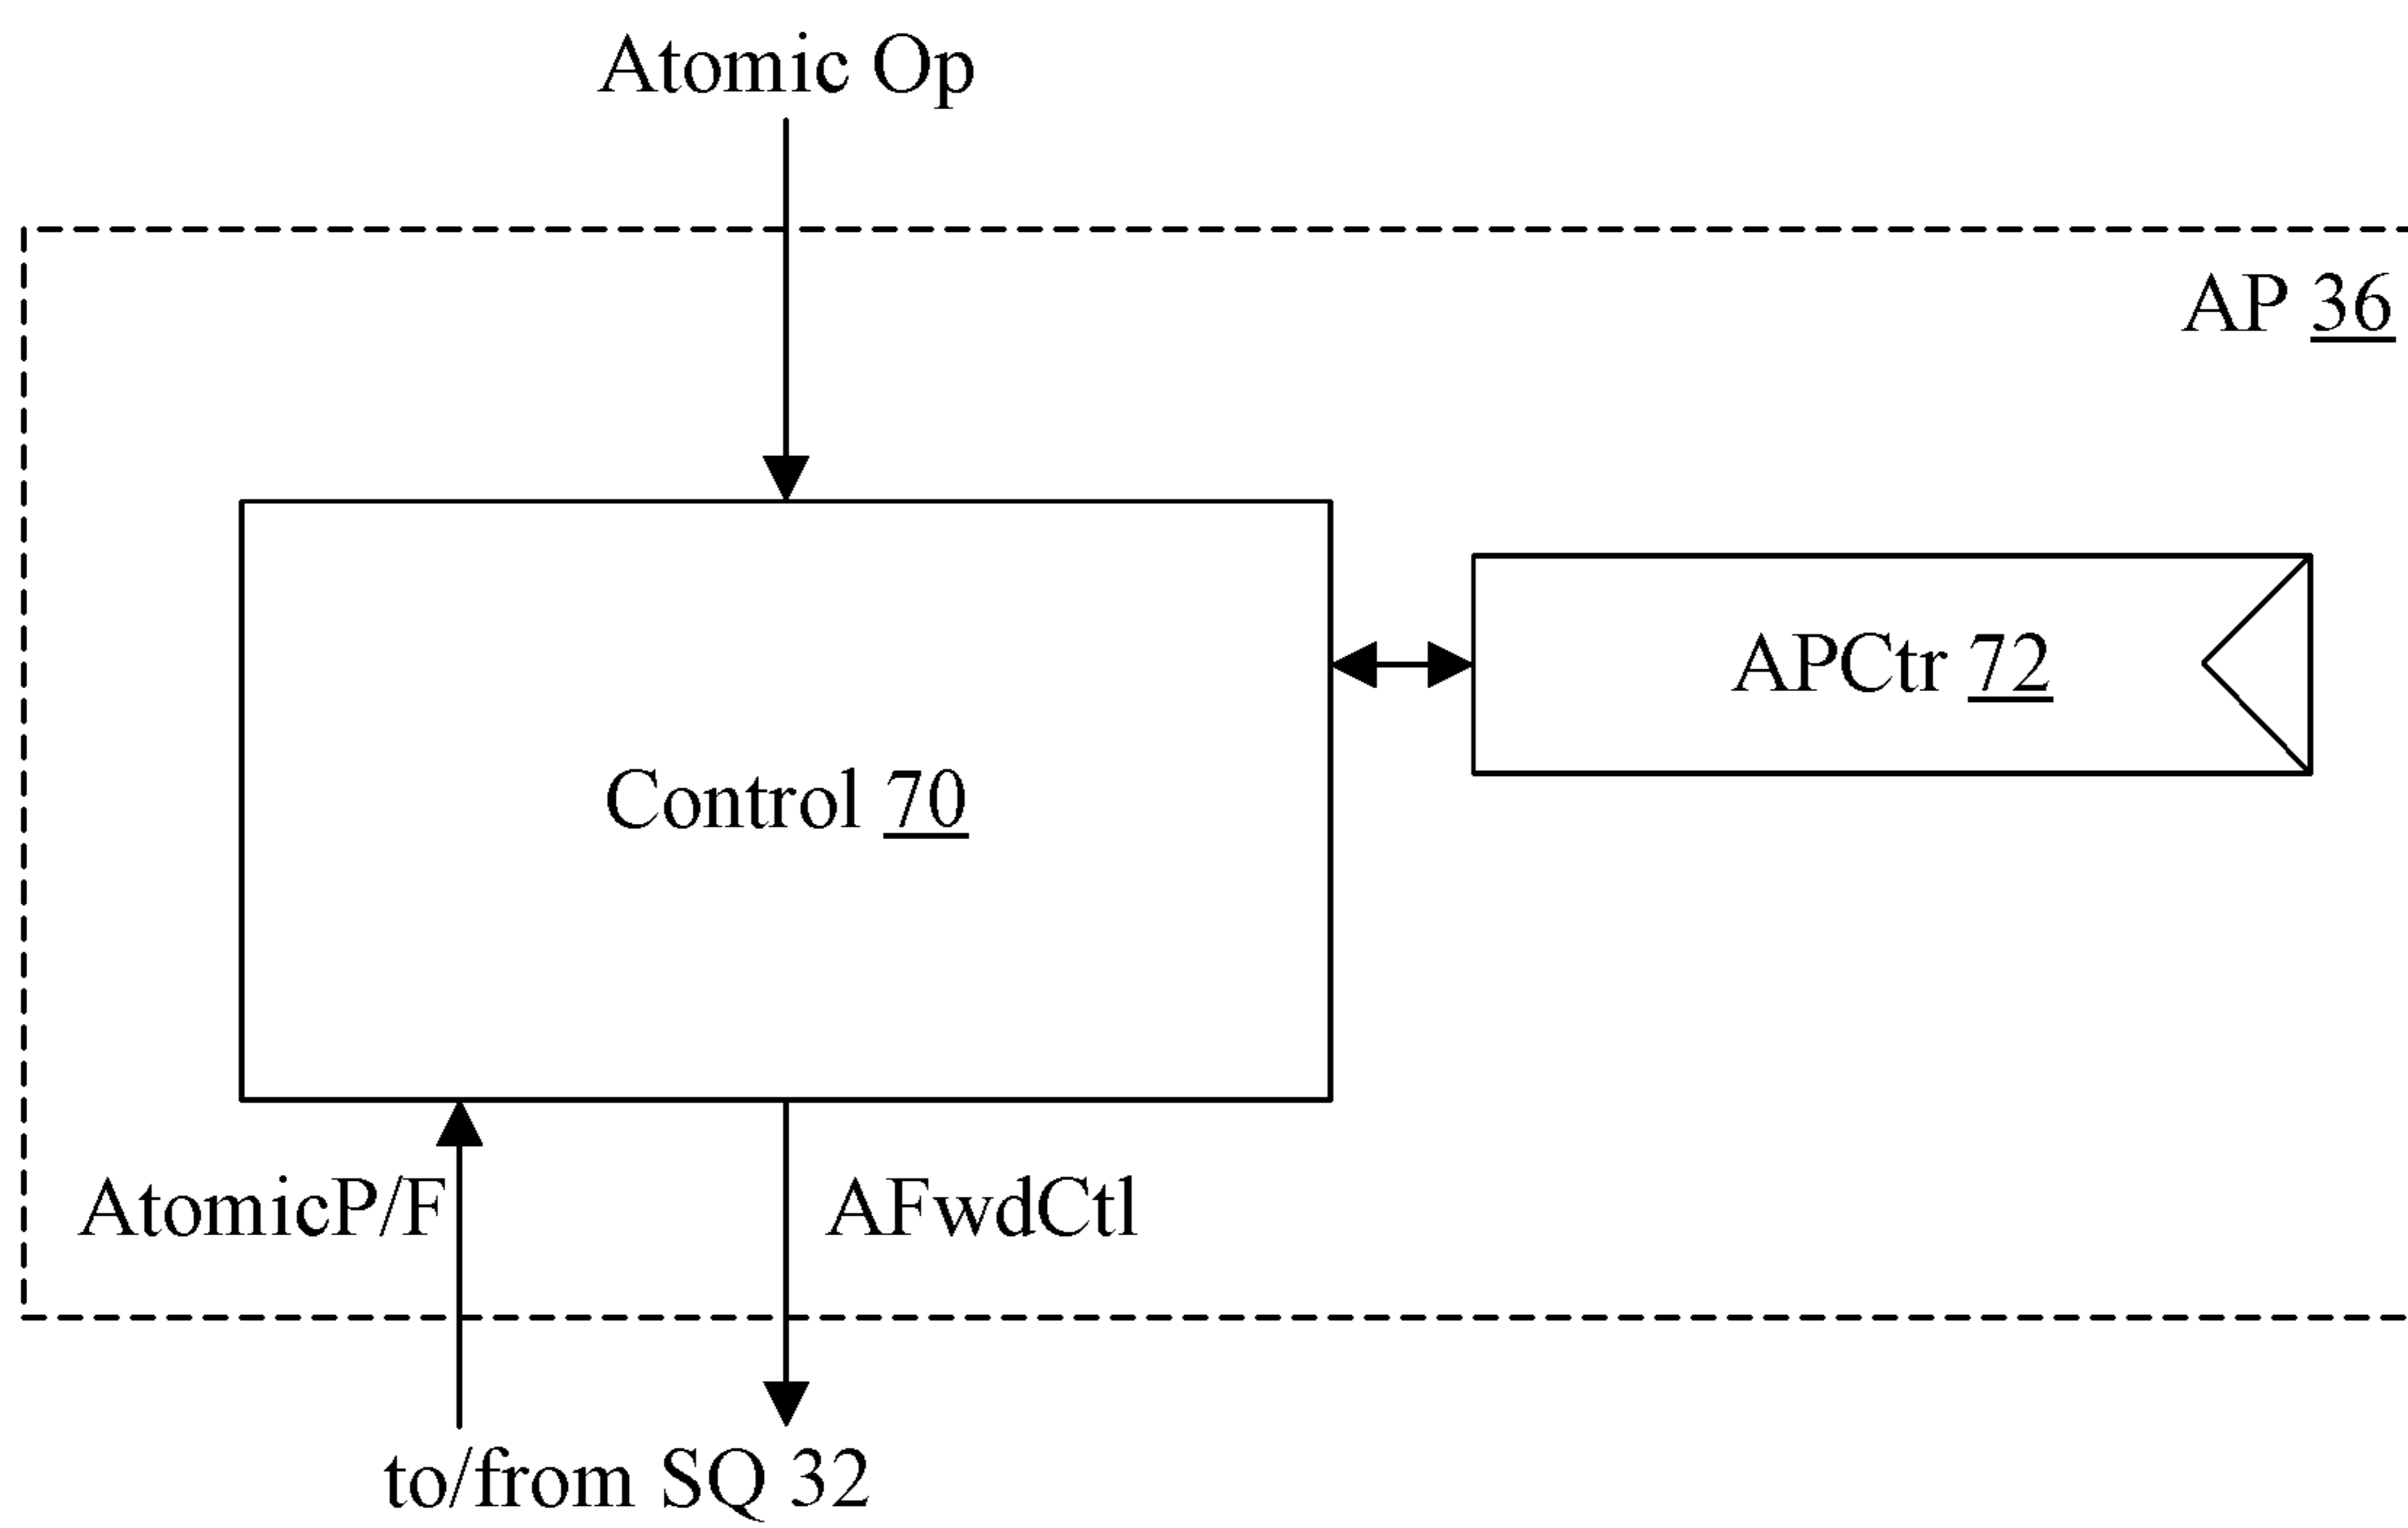 Atomic Op
AP 36
APCtr 72
Control 70
AtomicP/F
AFwdCtl
to/from SQ 32